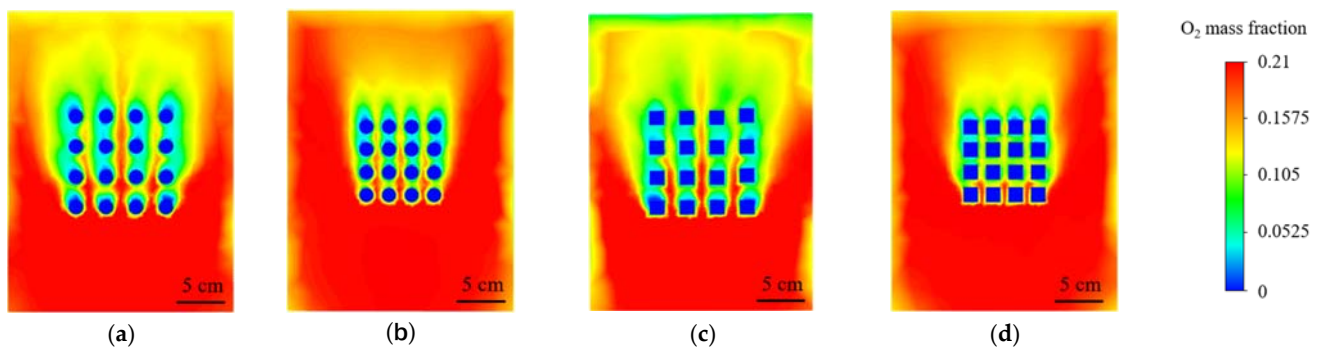 O₂ mass fraction
0.21
0.1575
0.105
0.0525
0
5 cm
5 cm
5 cm
5 cm
(a)
(b)
(c)
(d)